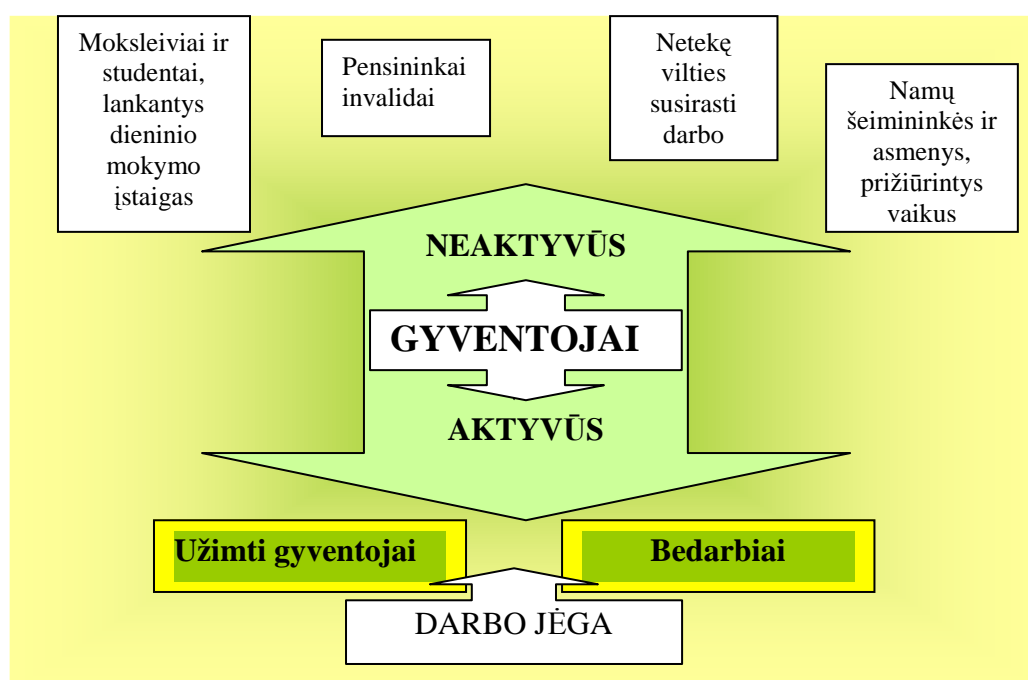 Moksleiviai ir
studentai,
lankantys
dieninio
mokymo
įstaigas
Pensininkai
invalidai
Netekę
vilties
susirasti
darbo
Namų
šeimininkės ir
asmenys,
prižiūrintys
vaikus
NEAKTYVŪS
GYVENTOJAI
AKTYVŪS
Užimti gyventojai
Bedarbiai
DARBO JĖGA